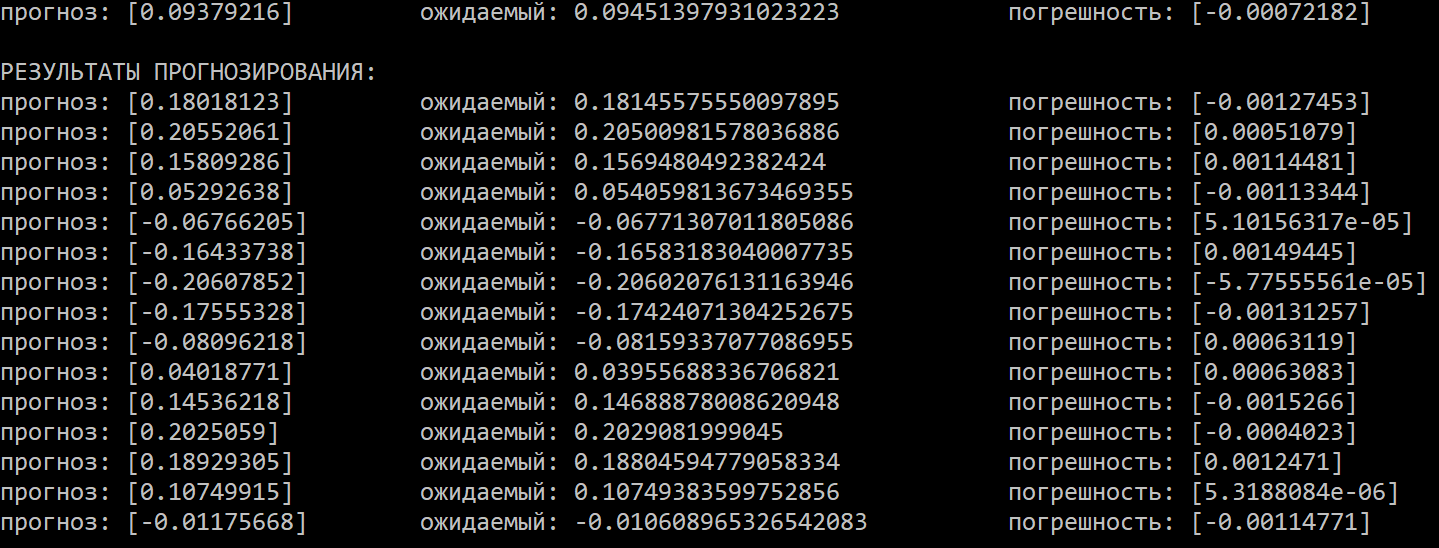 прогноз: [0.09379216] ожидаемый: 0.09451397931023223 погрешность: [-0.00072182]
РЕЗУЛЬТАТЫ ПРОГНОЗИРОВАНИЯ:
прогноз: [0.18018123] ожидаемый: 0.18145575550097895 погрешность: [-0.00127453]
прогноз: [0.20552061] ожидаемый: 0.20500981578036886 погрешность: [0.00051079]
прогноз: [0.15809286] ожидаемый: 0.1569480492382424 погрешность: [0.00114481]
прогноз: [0.05292638] ожидаемый: 0.054059813673469355 погрешность: [-0.00113344]
прогноз: [-0.06766205] ожидаемый: -0.06771307011805086 погрешность: [5.10156317e-05]
прогноз: [-0.16433738] ожидаемый: -0.16583183040007735 погрешность: [0.00149445]
прогноз: [-0.20607852] ожидаемый: -0.20602076131163946 погрешность: [-5.77555561e-05]
прогноз: [-0.17555328] ожидаемый: -0.17424071304252675 погрешность: [-0.00131257]
прогноз: [-0.08096218] ожидаемый: -0.08159337077086955 погрешность: [0.00063119]
прогноз: [0.04018771] ожидаемый: 0.03955688336706821 погрешность: [0.00063083]
прогноз: [0.14536218] ожидаемый: 0.14688878008620948 погрешность: [-0.0015266]
прогноз: [0.2025059] ожидаемый: 0.2029081999045 погрешность: [-0.0004023]
прогноз: [0.18929305] ожидаемый: 0.18804594779058334 погрешность: [0.0012471]
прогноз: [0.10749915] ожидаемый: 0.10749383599752856 погрешность: [5.3188084e-06]
прогноз: [-0.01175668] ожидаемый: -0.010608965326542083 погрешность: [-0.00114771]